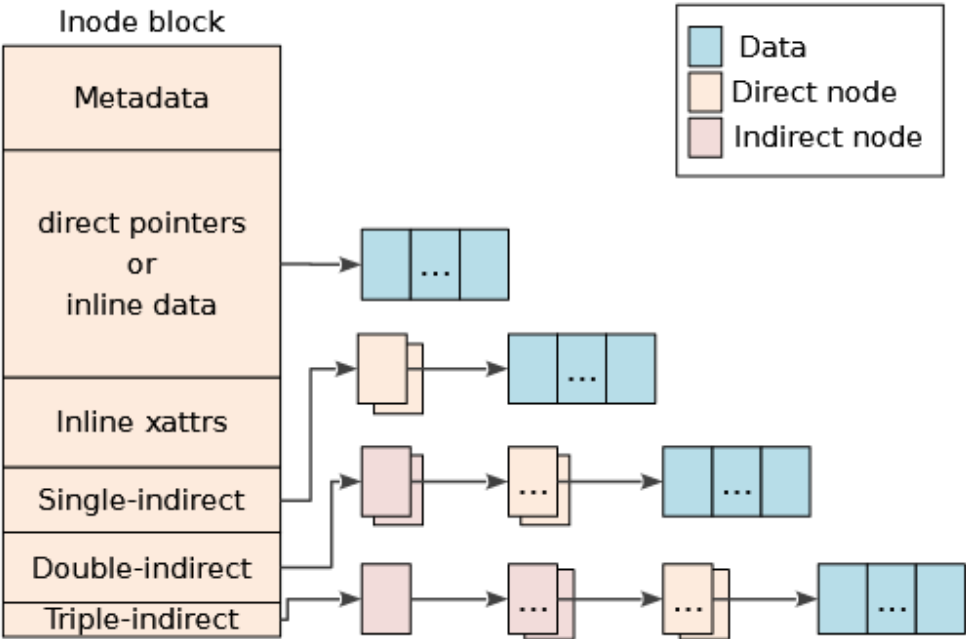 Inode block
Metadata
direct pointers
or
inline data
Inline xattrs
Single-indirect
Double-indirect
Triple-indirect
Data
Direct node
Indirect node
...
...
...
...
...
...
...